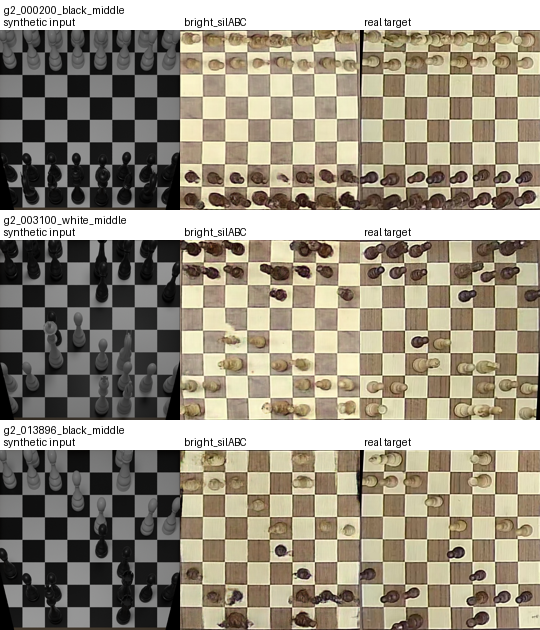 g2_000200_black_middle
synthetic input bright_silABC real target
g2_003100_white_middle
synthetic input bright_silABC real target
g2_013896_black_middle
synthetic input bright_silABC real target